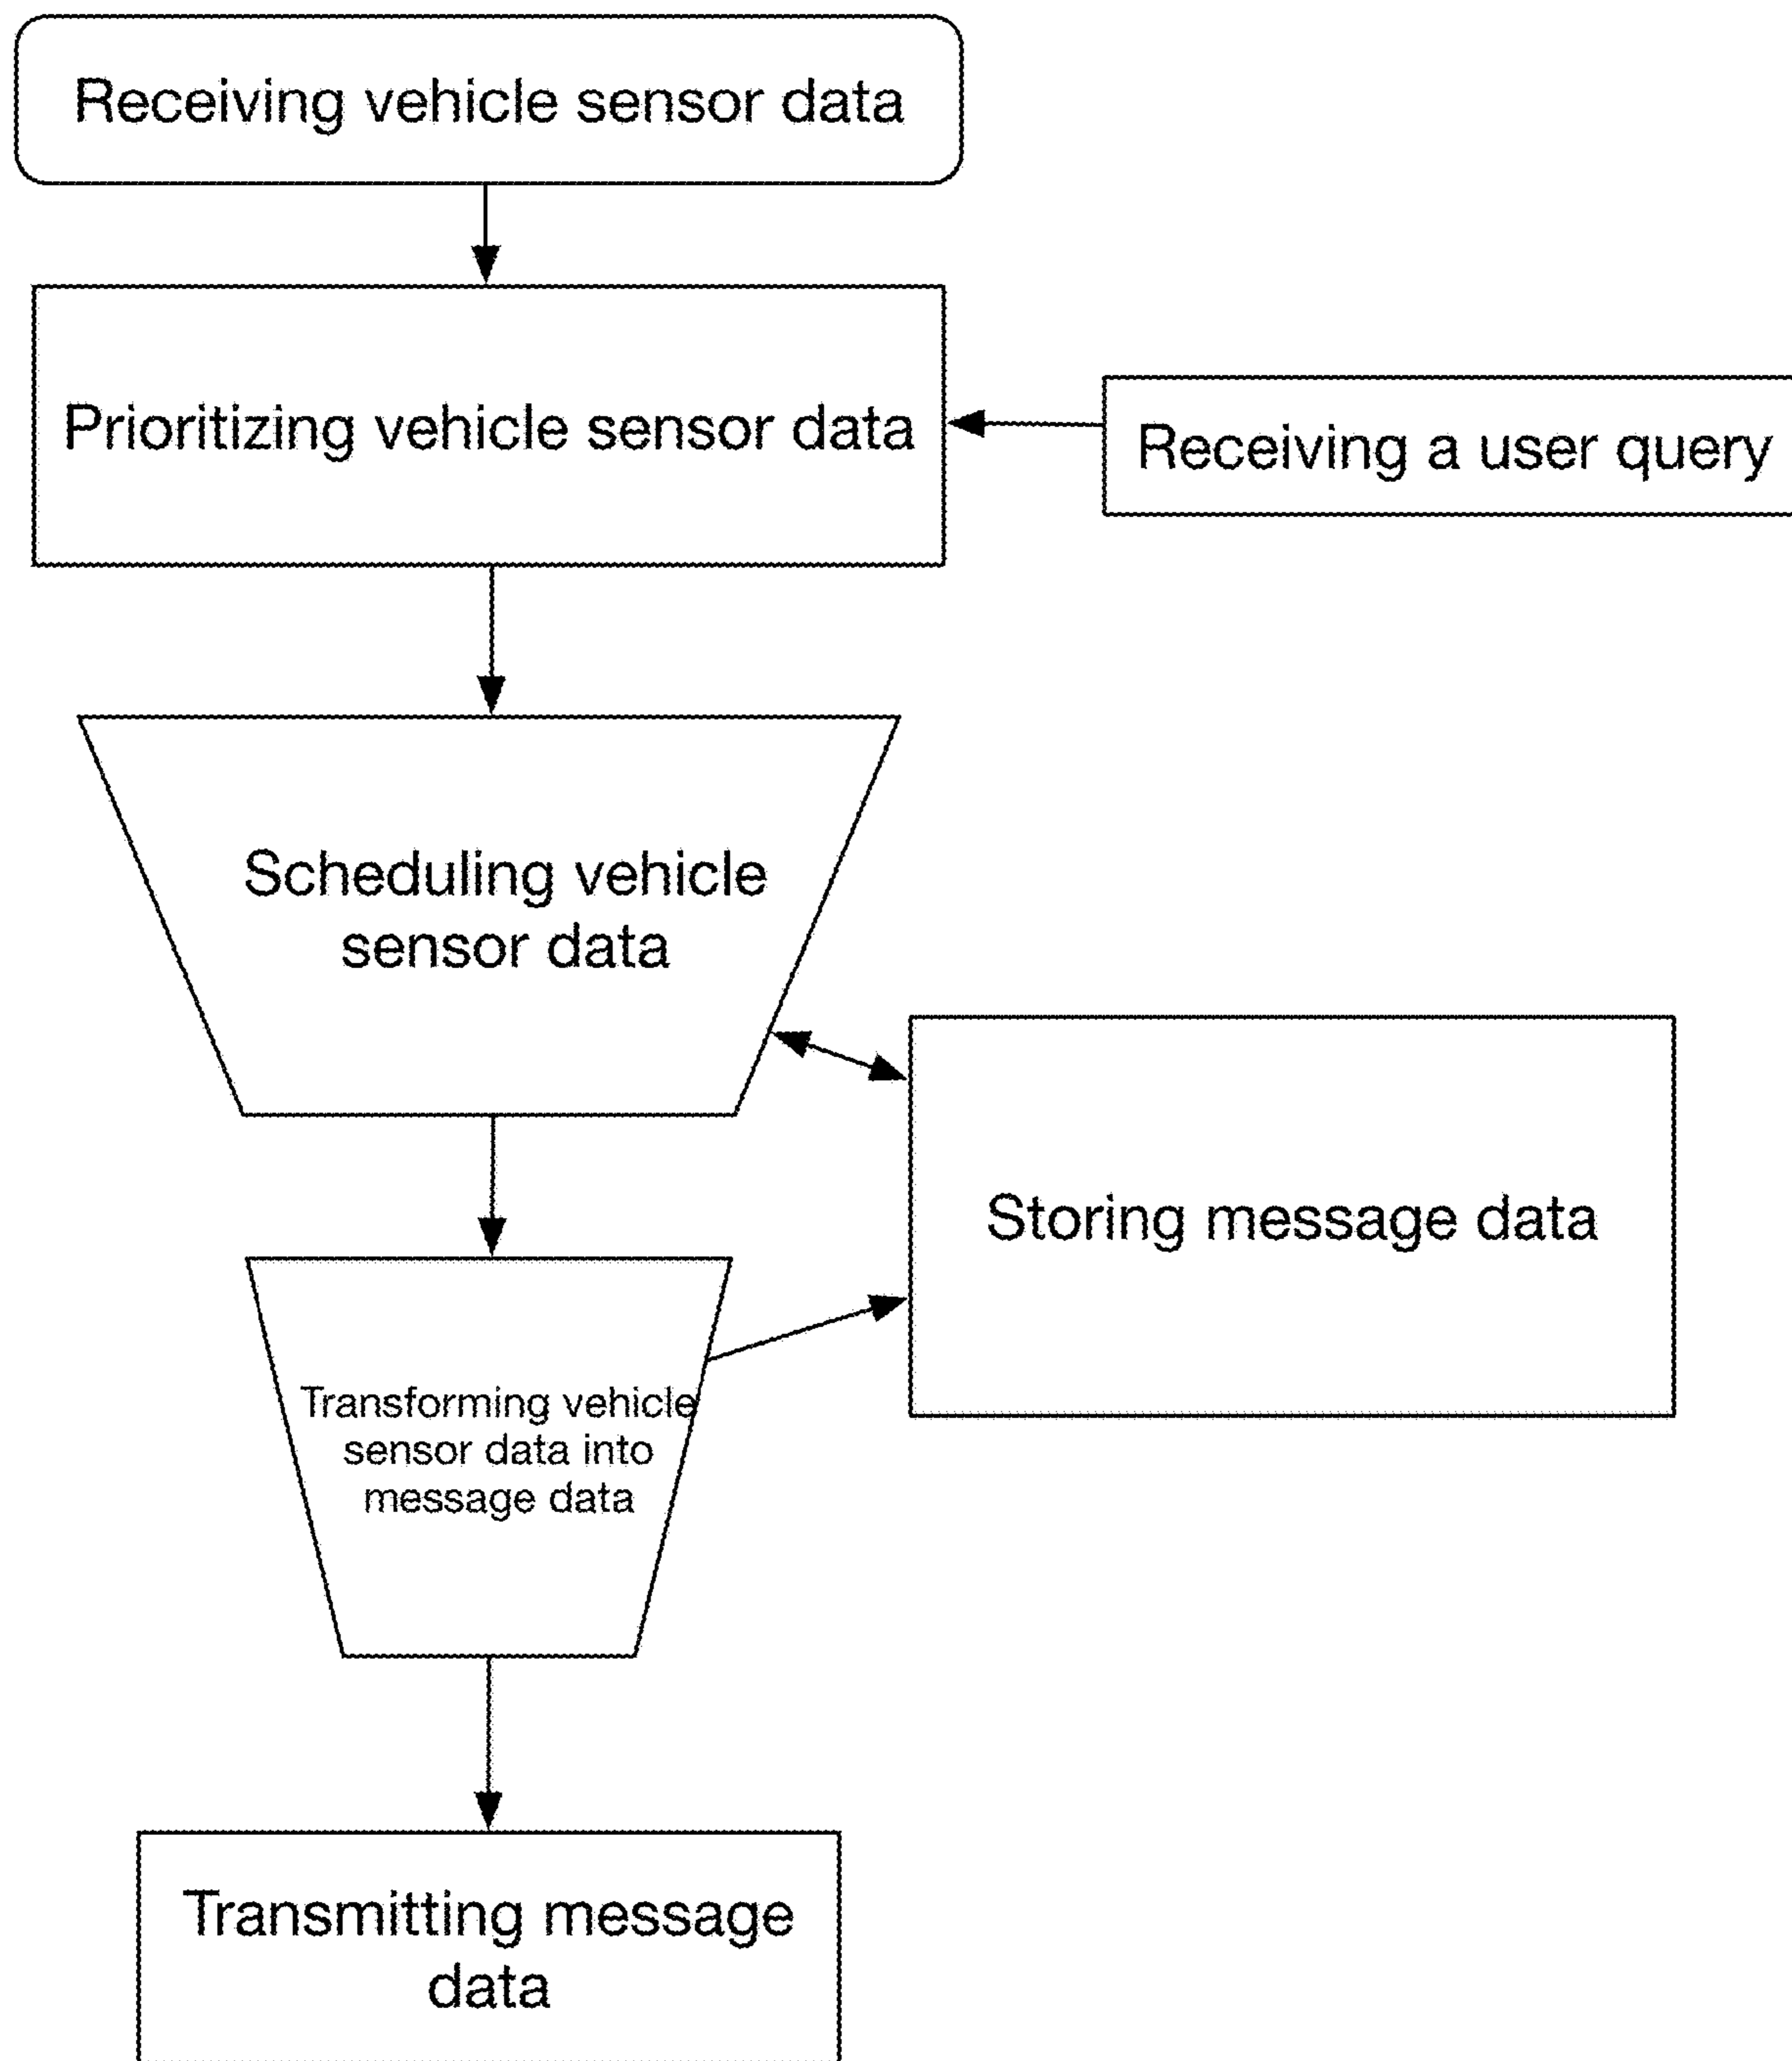 Receiving vehicle sensor data
Prioritizing vehicle sensor data
Receiving a user query
Scheduling vehicle
sensor data
Storing message data
Transforming vehicle
sensor data into
message data
Transmitting message
data